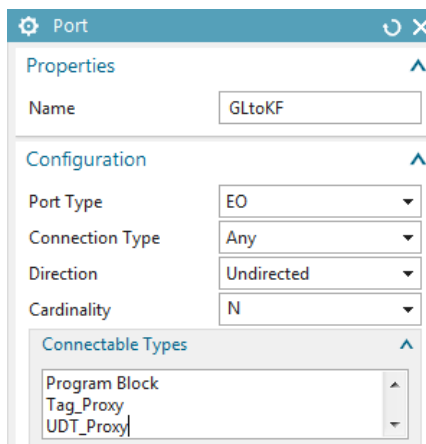 Port
Properties
Name GLtoKF
Configuration
Port Type EO
Connection Type Any
Direction Undirected
Cardinality N
Connectable Types
Program Block
Tag_Proxy
UDT_Proxy